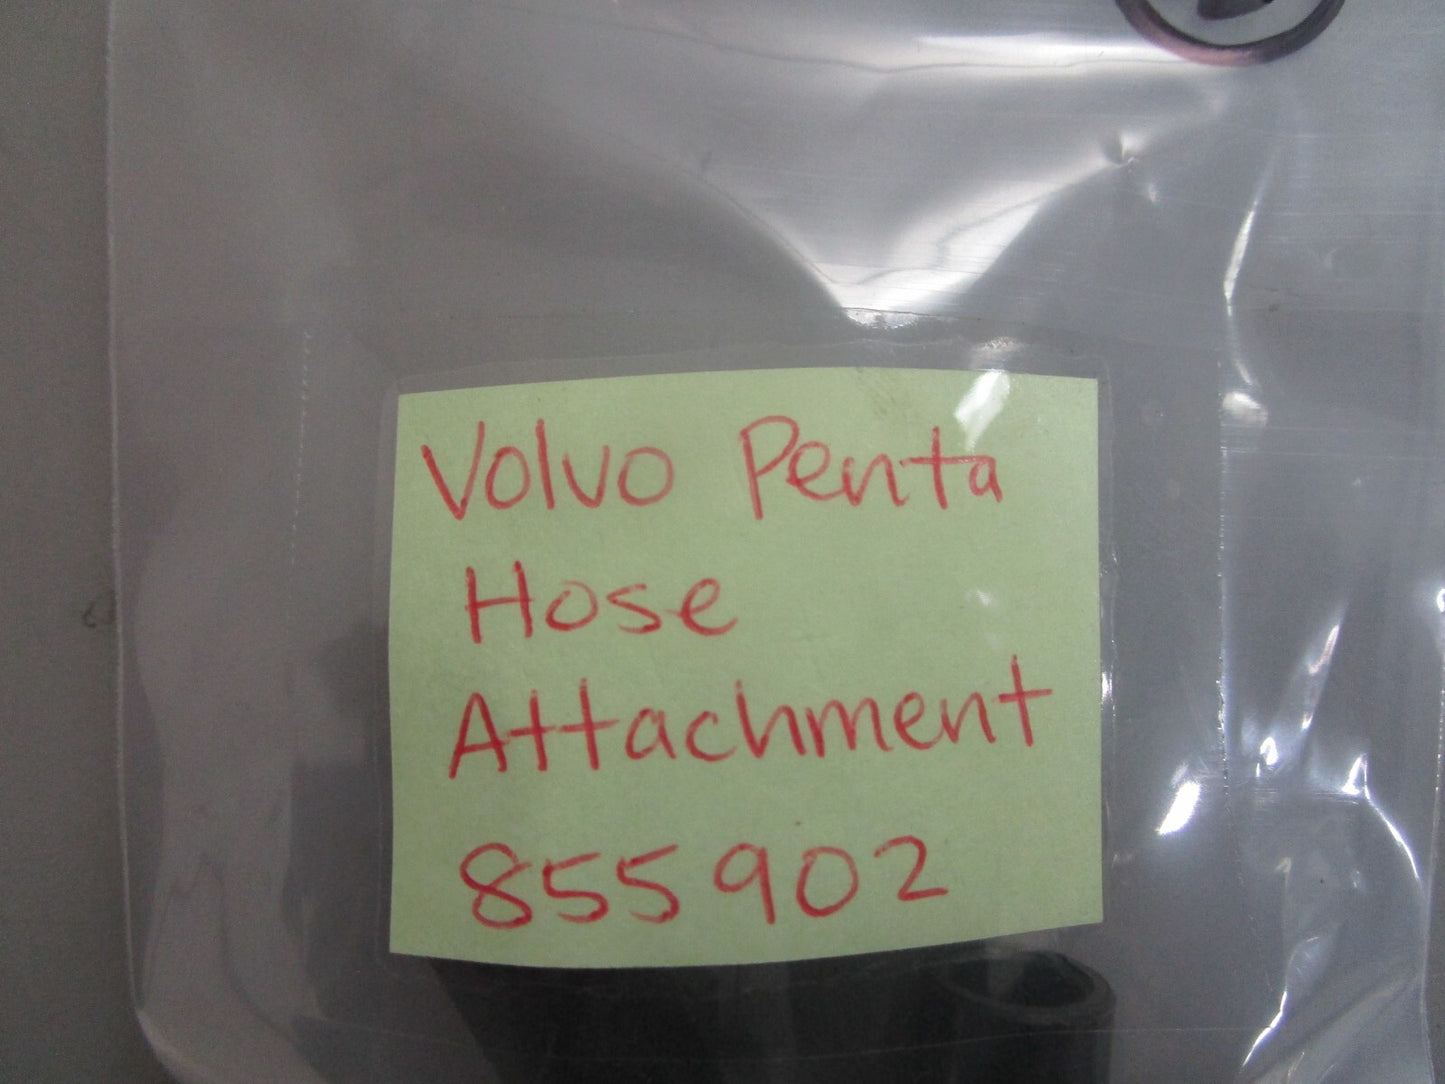 Volvo Penta
Hose
Attachment
855902